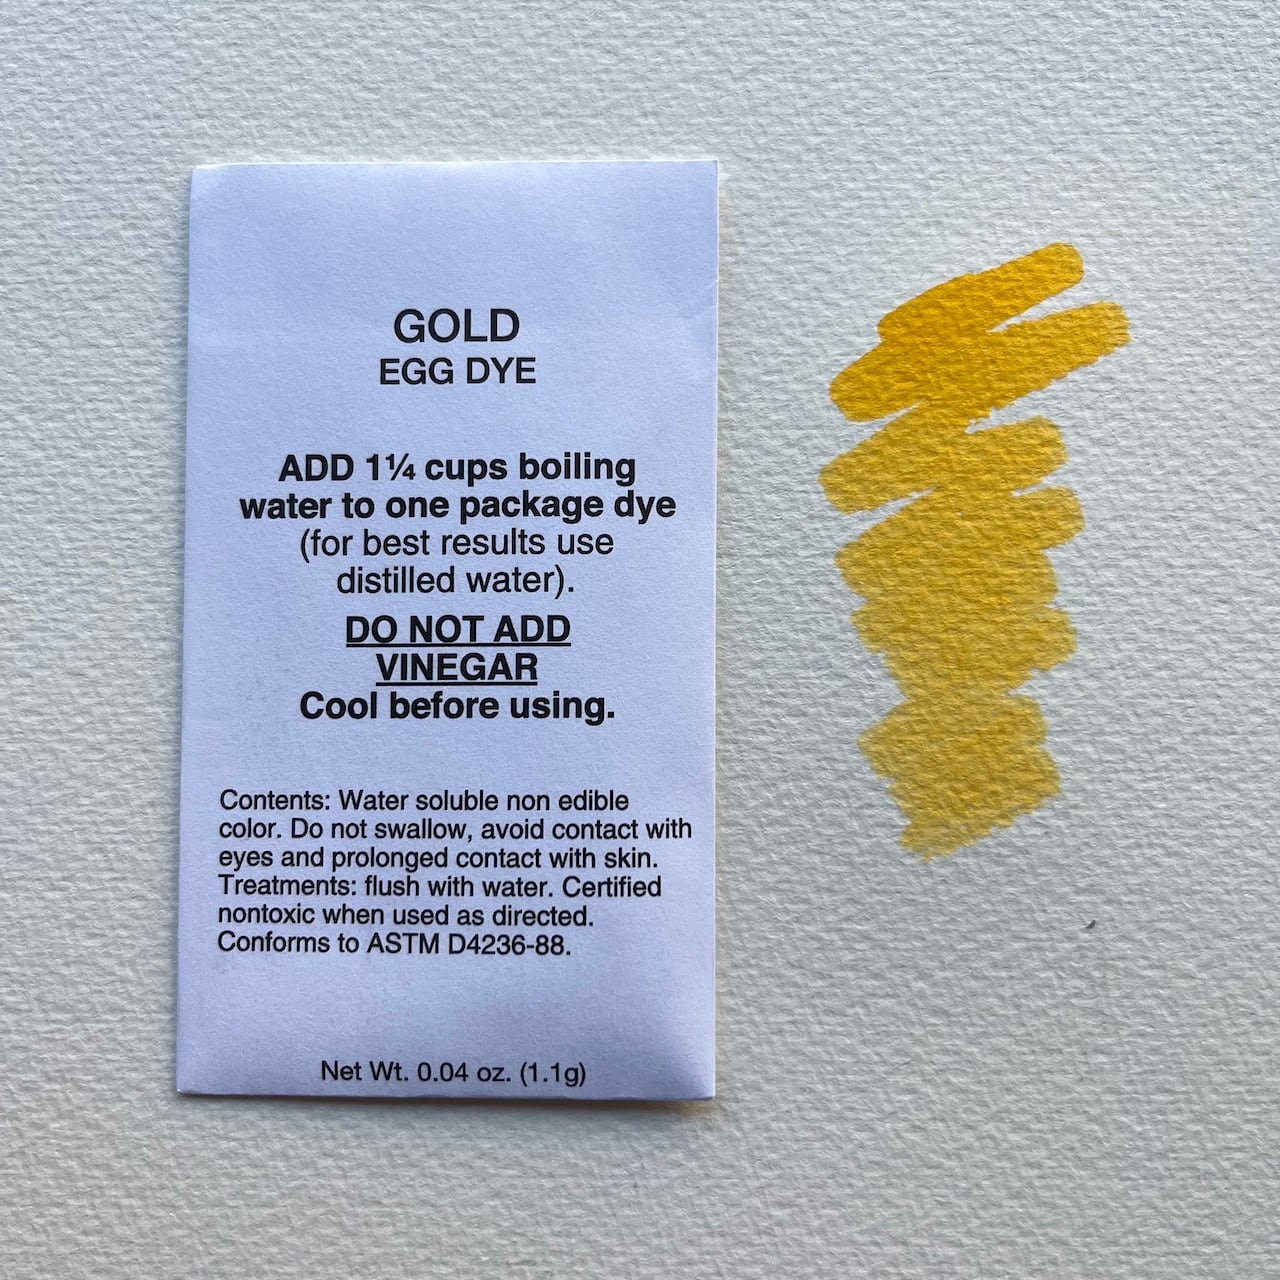 GOLD
EGG DYE
ADD 1¼ cups boiling
water to one package dye
(for best results use
distilled water).
DO NOT ADD
VINEGAR
Cool before using.
Contents: Water soluble non edible
color. Do not swallow, avoid contact with
eyes and prolonged contact with skin.
Treatments: flush with water. Certified
nontoxic when used as directed.
Conforms to ASTM D4236-88.
Net Wt. 0.04 oz. (1.1g)